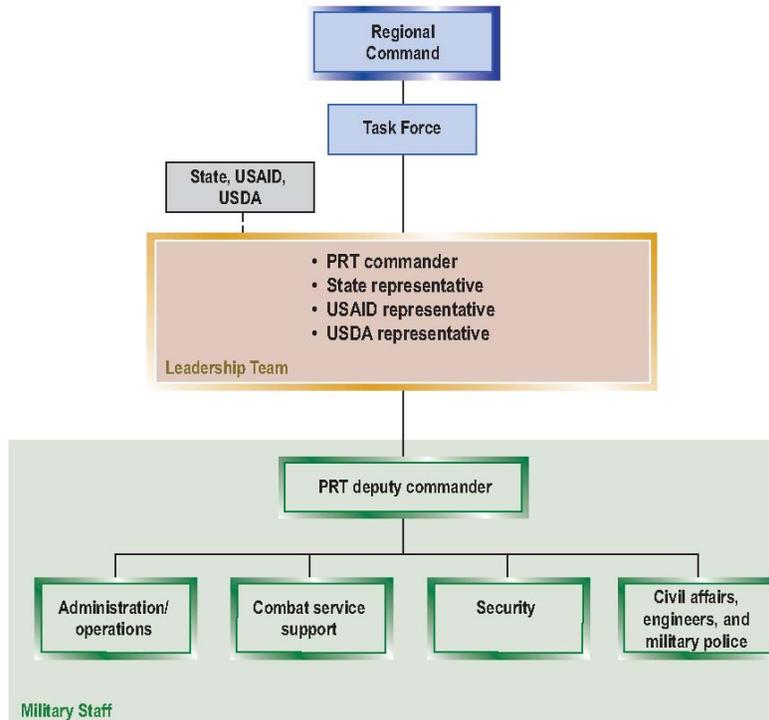 Regional
Command
Task Force
State, USAID,
USDA
• PRT commander
• State representative
• USAID representative
• USDA representative
Leadership Team
PRT deputy commander
Administration/
operations
Combat service
support
Security
Civil affairs,
engineers, and
military police
Military Staff